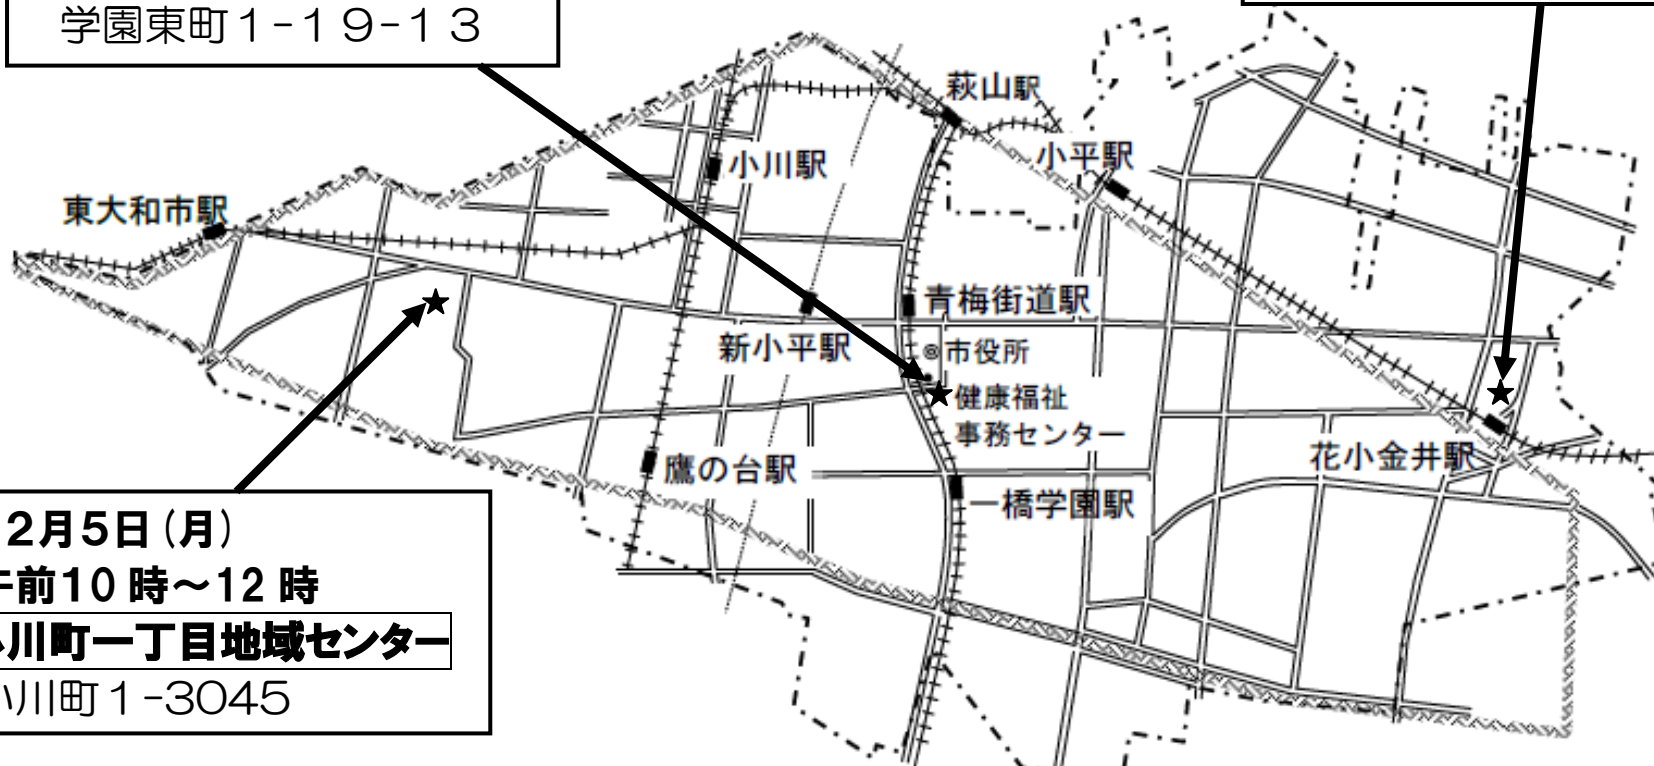 学園東町1-19-13
萩山駅
小川駅
小平駅
東大和市駅
青梅街道駅
新小平駅
◎市役所
健康福祉
事務センター
鷹の台駅
花小金井駅
一橋学園駅
2月5日(月)
午前10時～12時
小川町一丁目地域センター
小川町1-3045